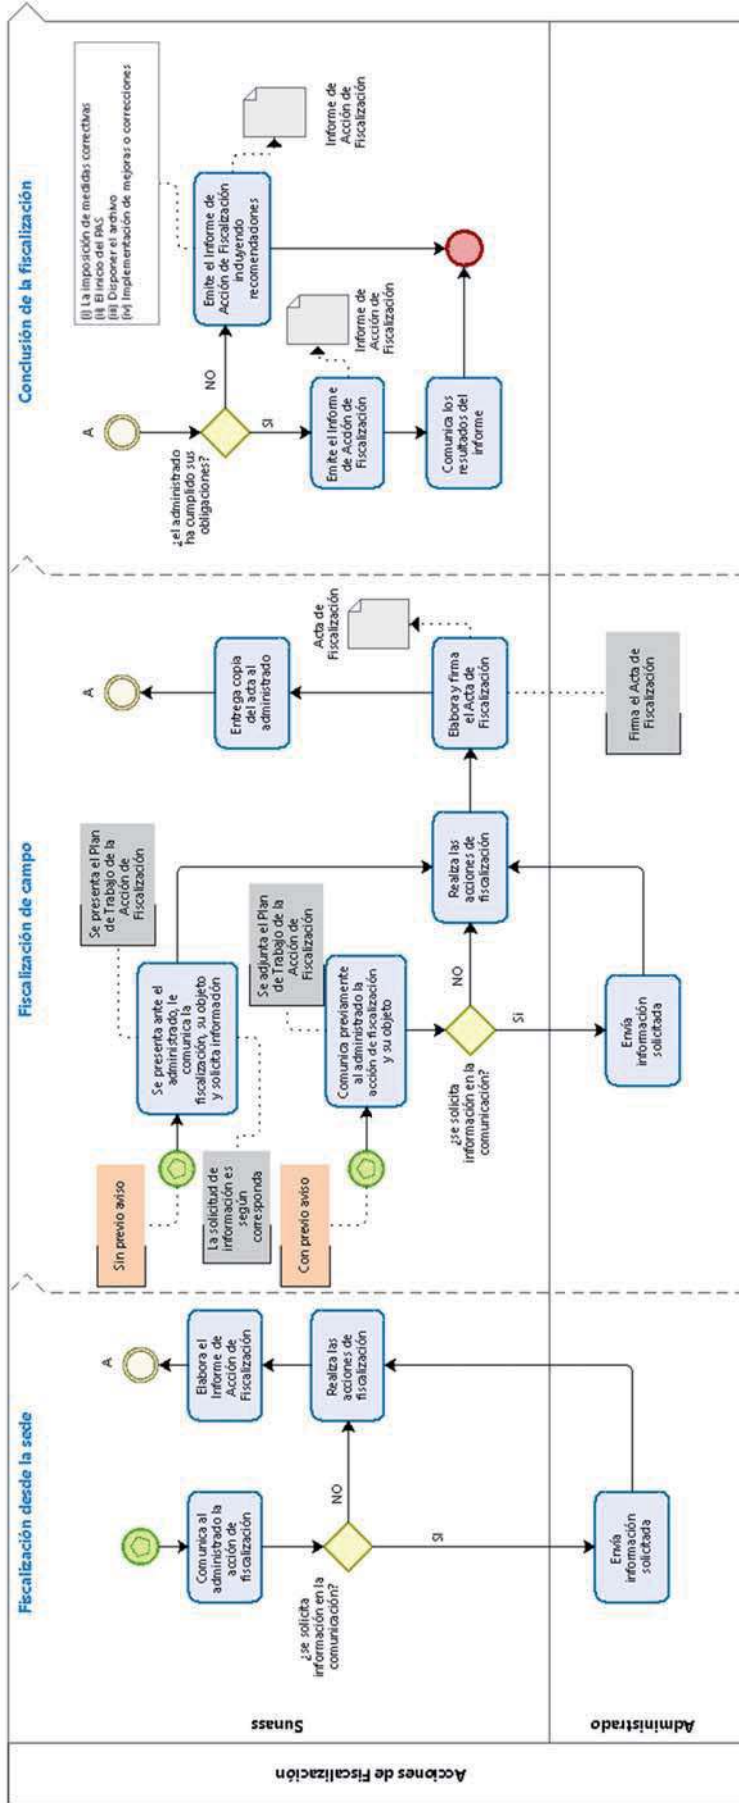 Acciones de Fiscalización
Sunass
Administrado
Fiscalización desde la sede
Comunica al
administrado la
acción de
fiscalización
¿se solicita
información en la
comunicación?
NO
SI
Envía
información
solicitada
Realiza las
acciones de
fiscalización
Elabora el
Informe de
Acción de
Fiscalización
A
Fiscalización de campo
Sin previo aviso
Se presenta ante el
administrado, le
comunica la
fiscalización, su objeto
y solicita información
Se presenta el Plan
de Trabajo de la
Acción de
Fiscalización
La solicitud de
información es
según
corresponda
Con previo aviso
Comunica previamente
al administrado la
acción de fiscalización
y su objeto
Se adjunta el Plan
de Trabajo de la
Acción de
Fiscalización
¿se solicita
información en la
comunicación?
NO
Si
Envía
información
solicitada
Realiza las
acciones de
fiscalización
Elabora y firma
el Acta de
Fiscalización
Acta de
Fiscalización
Firma el Acta de
Fiscalización
Entrega copia
del acta al
administrado
A
Conclusión de la fiscalización
A
¿el administrado
ha cumplido sus
obligaciones?
NO
SI
Emite el Informe de
Acción de Fiscalización
incluyendo
recomendaciones
(i) La imposición de medidas correctivas
(ii) El inicio del PAS
(iii) Disponer el archivo
(iv) Implementación de mejoras o correcciones
Informe de
Acción de
Fiscalización
Emite el Informe
de Acción de
Fiscalización
Informe de
Acción de
Fiscalización
Comunica los
resultados del
informe